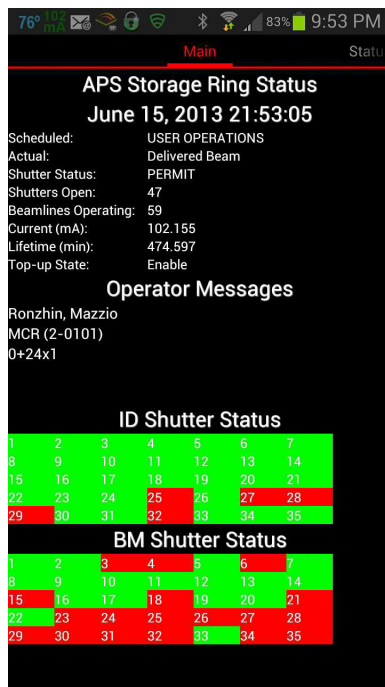 76° 102 mA 83% 9:53 PM
Main Statu
APS Storage Ring Status
June 15, 2013 21:53:05
Scheduled: USER OPERATIONS
Actual: Delivered Beam
Shutter Status: PERMIT
Shutters Open: 47
Beamlines Operating: 59
Current (mA): 102.155
Lifetime (min): 474.597
Top-up State: Enable
Operator Messages
Ronzhin, Mazzio
MCR (2-0101)
0+24x1
ID Shutter Status
1 2 3 4 5 6 7
8 9 10 11 12 13 14
15 16 17 18 19 20 21
22 23 24 25 26 27 28
29 30 31 32 33 34 35
BM Shutter Status
1 2 3 4 5 6 7
8 9 10 11 12 13 14
15 16 17 18 19 20 21
22 23 24 25 26 27 28
29 30 31 32 33 34 35